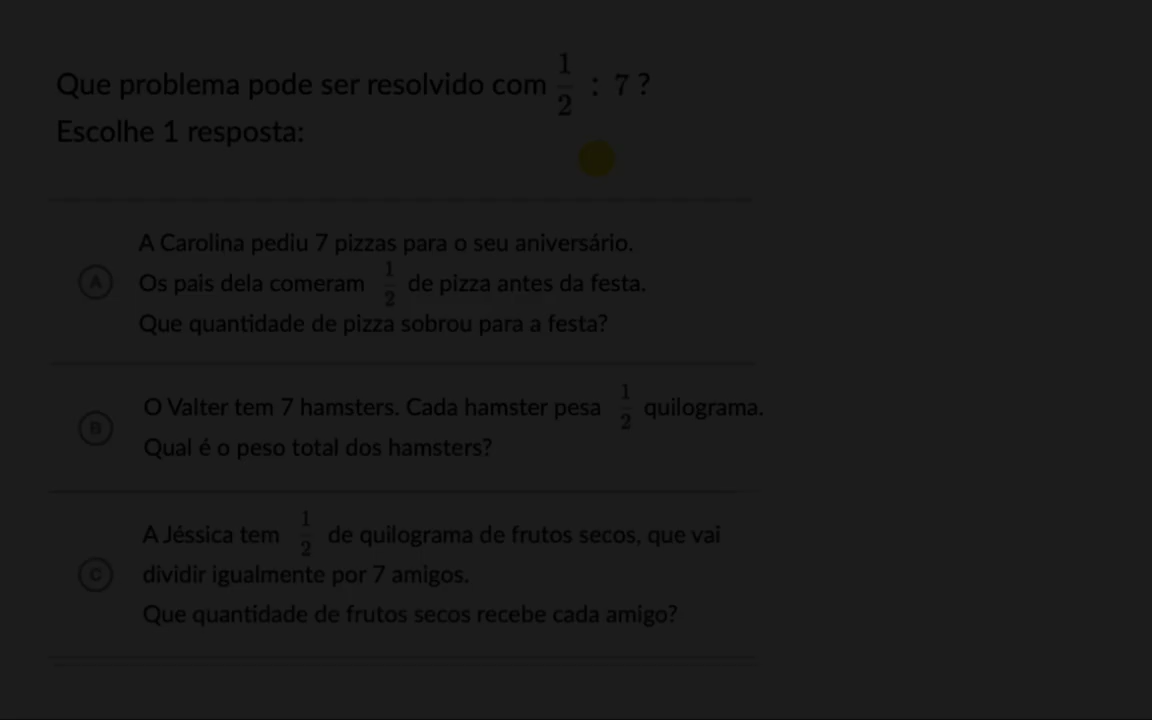 Que problema pode ser resolvido com 1/2 : 7 ?
Escolhe 1 resposta:
A Carolina pediu 7 pizzas para o seu aniversário.
A Os pais dela comeram 1/2 de pizza antes da festa.
Que quantidade de pizza sobrou para a festa?
O Valter tem 7 hamsters. Cada hamster pesa 1/2 quilograma.
B
Qual é o peso total dos hamsters?
A Jéssica tem 1/2 de quilograma de frutos secos, que vai
C dividir igualmente por 7 amigos.
Que quantidade de frutos secos recebe cada amigo?